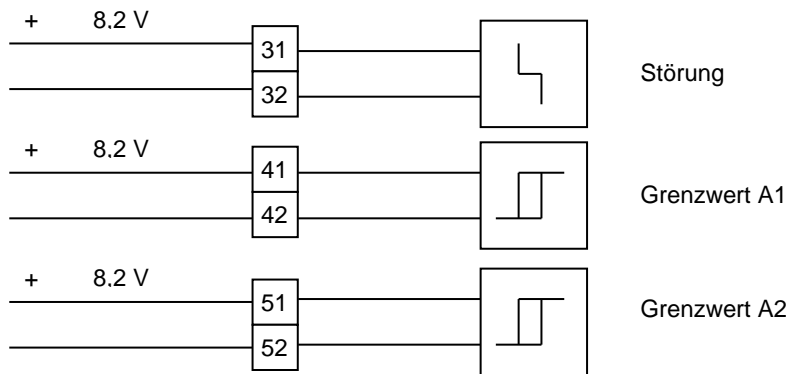 + 8,2 V
31
32
Störung
+ 8,2 V
41
42
Grenzwert A1
+ 8,2 V
51
52
Grenzwert A2